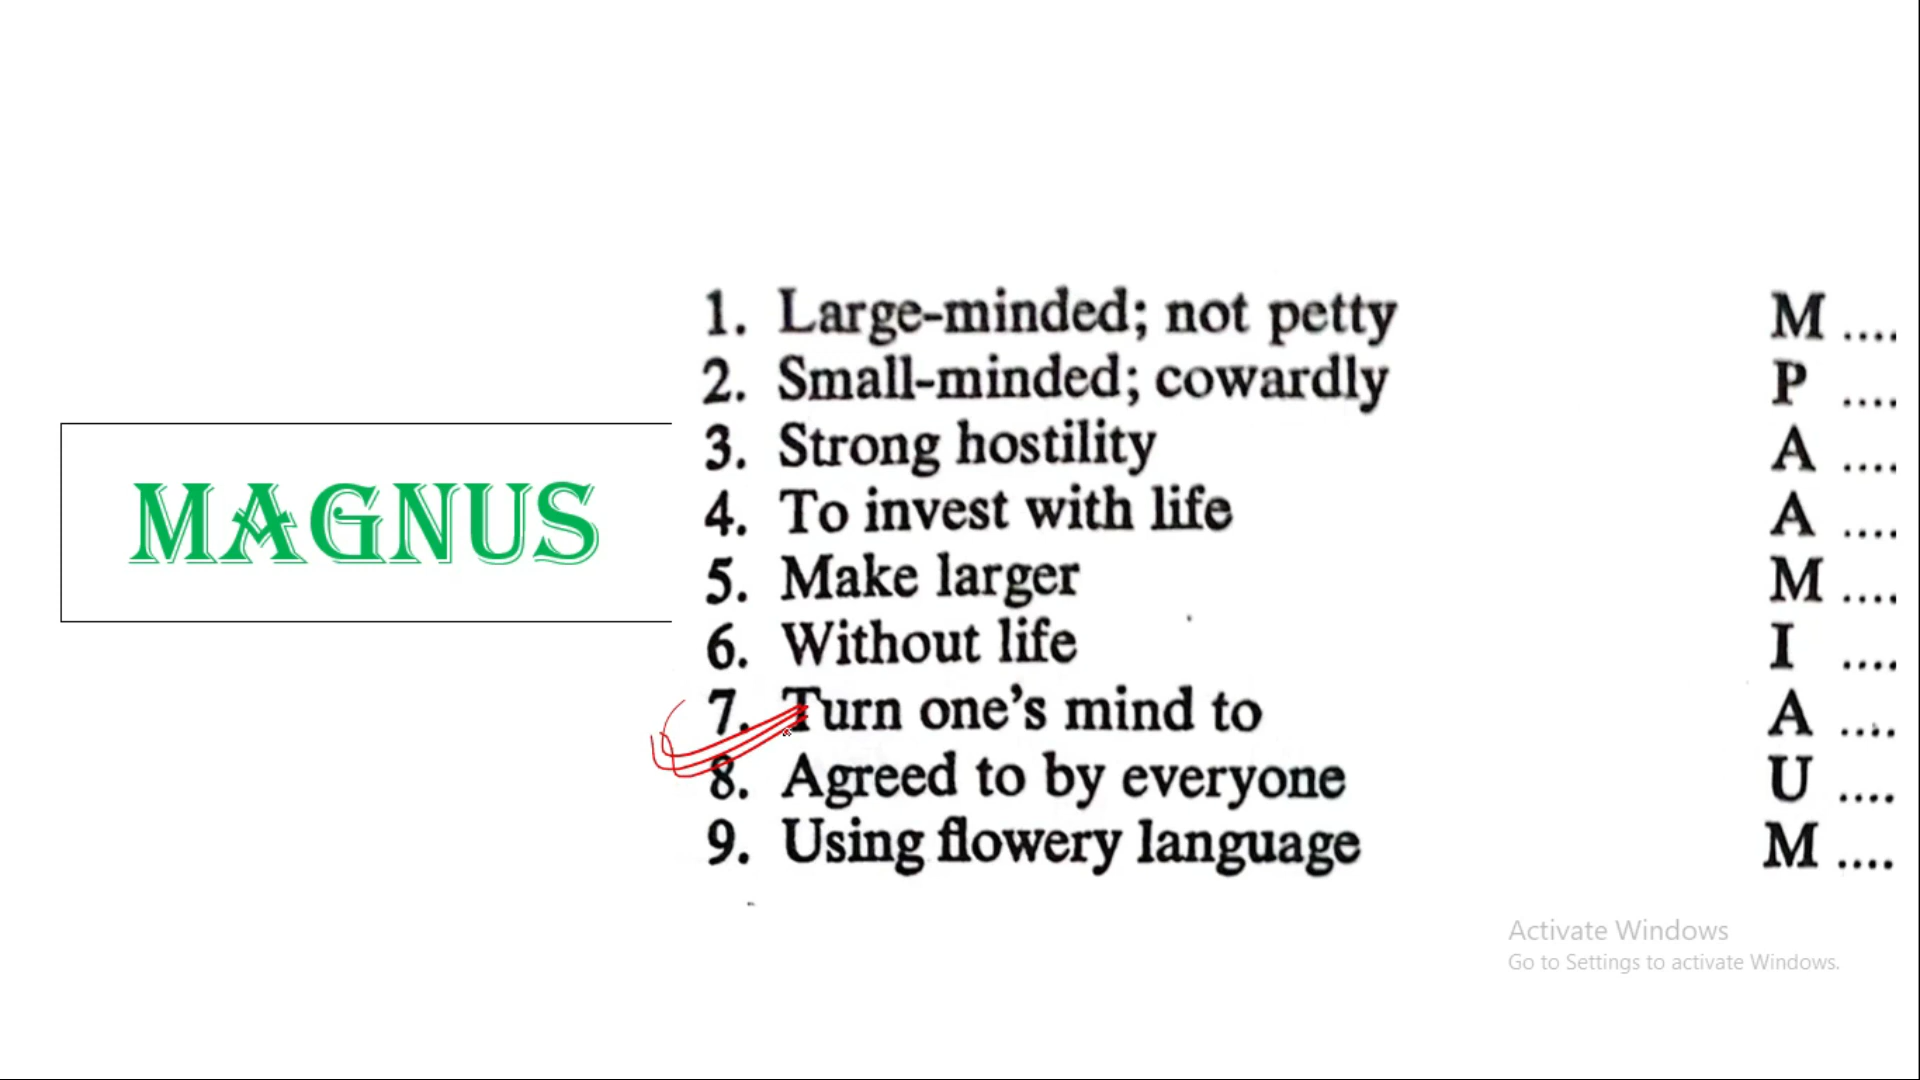 MAGNUS
1. Large-minded; not petty M ....
2. Small-minded; cowardly P ....
3. Strong hostility A ....
4. To invest with life A ....
5. Make larger M ....
6. Without life I ....
7. Turn one's mind to A ....
8. Agreed to by everyone U ....
9. Using flowery language M ....
Activate Windows
Go to Settings to activate Windows.